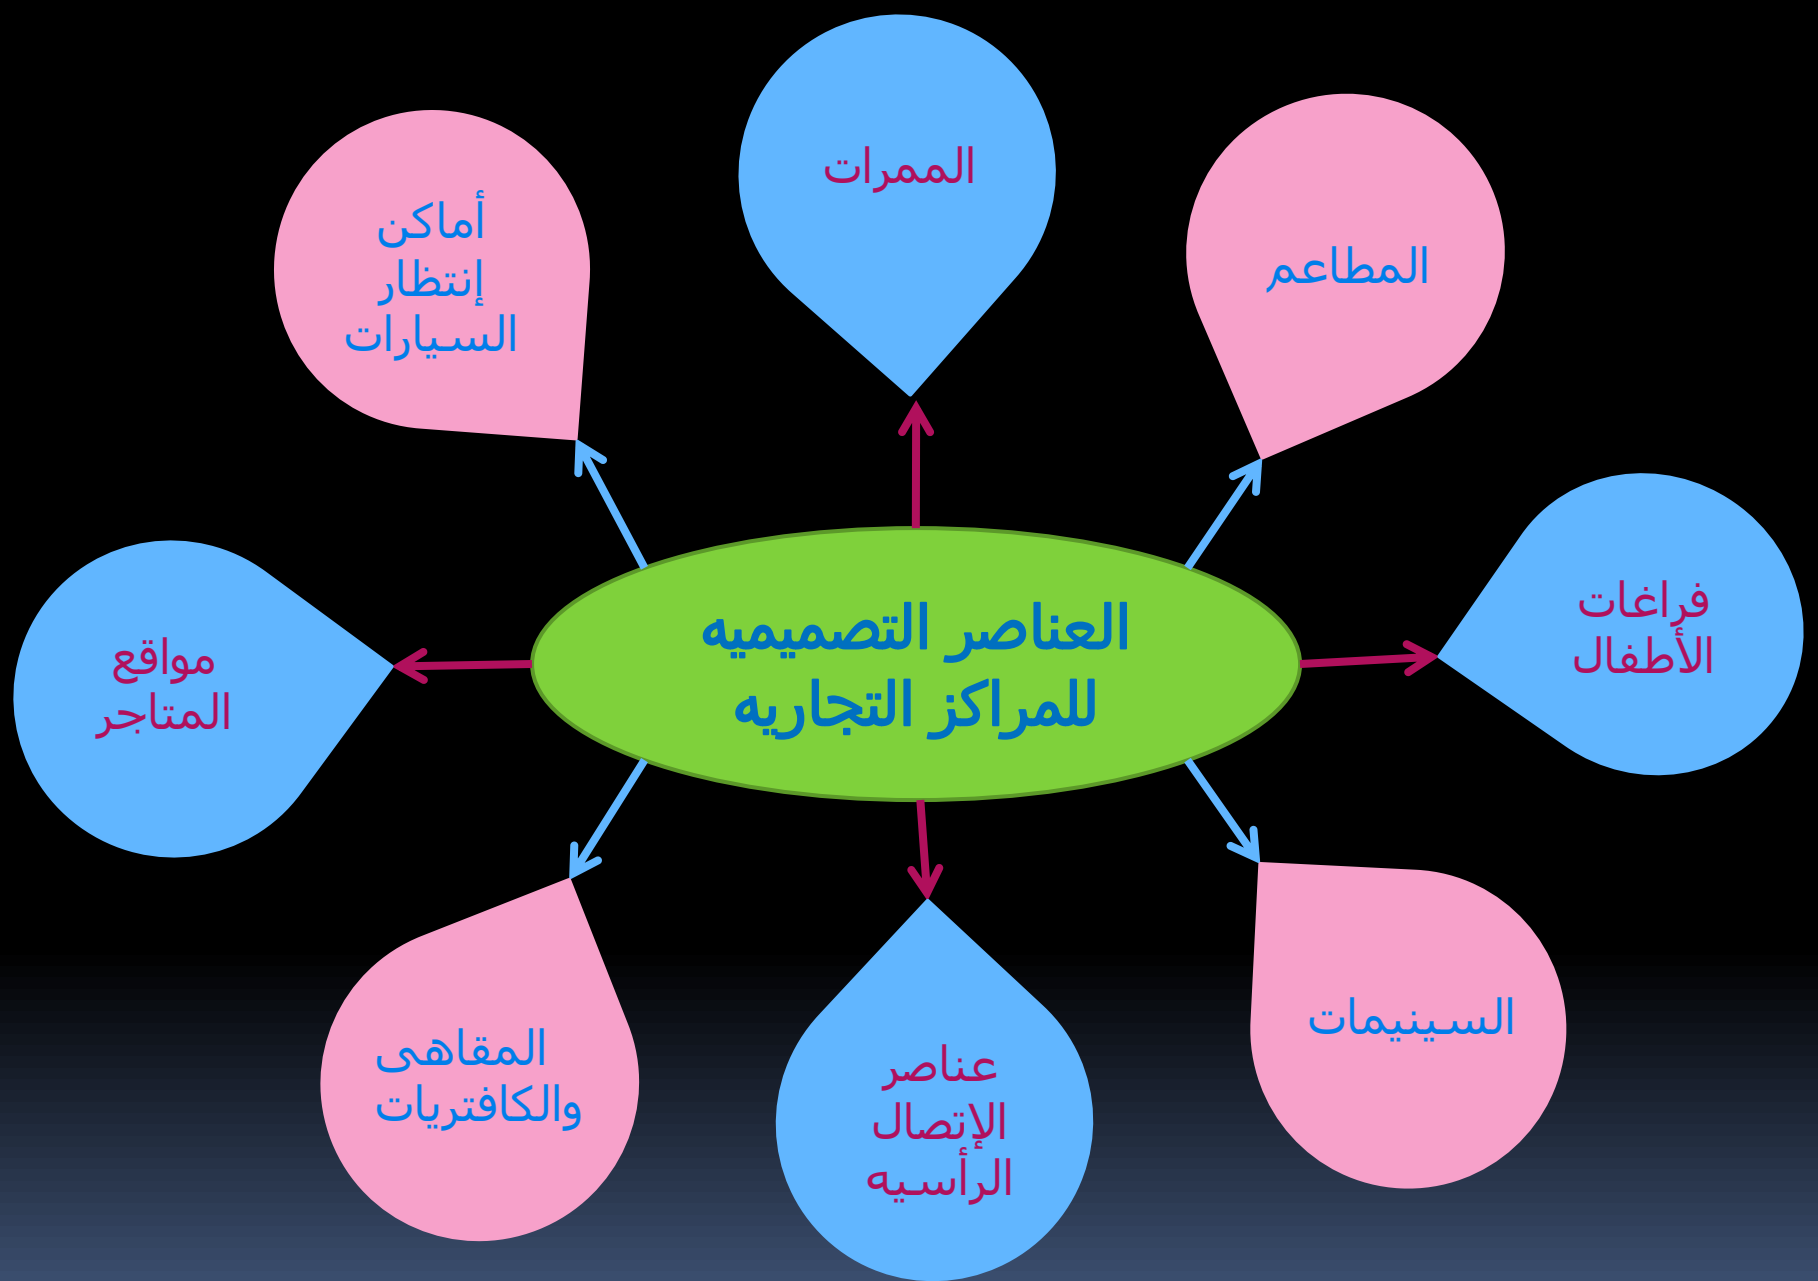 الممرات
المطاعم
أماكن
إنتظار
السيارات
فراغات
الأطفال
العناصر التصميميه
للمراكز التجاريه
مواقع
المتاجر
السينيمات
عناصر
الإتصال
الرأسيه
المقاهى
والكافتريات